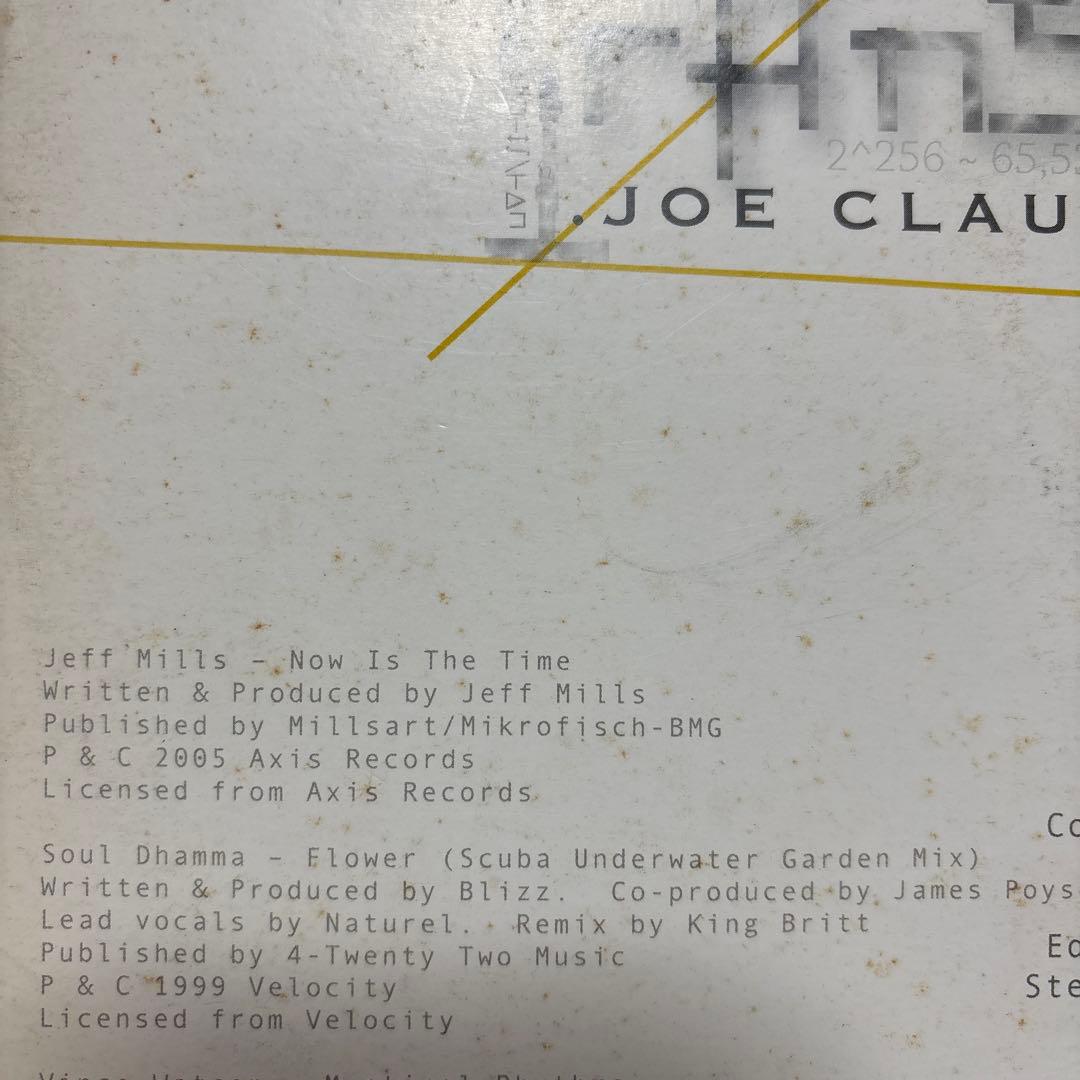 2^256 ~ 65,53
.JOE CLAU
Jeff Mills - Now Is The Time
Written & Produced by Jeff Mills
Published by Millsart/Mikrofisch-BMG
P & C 2005 Axis Records
Licensed from Axis Records
Co
Soul Dhamma - Flower (Scuba Underwater Garden Mix)
Written & Produced by Blizz. Co-produced by James Poys
Lead vocals by Naturel. Remix by King Britt
Published by 4-Twenty Two Music
Ed
P & C 1999 Velocity
Ste
Licensed from Velocity